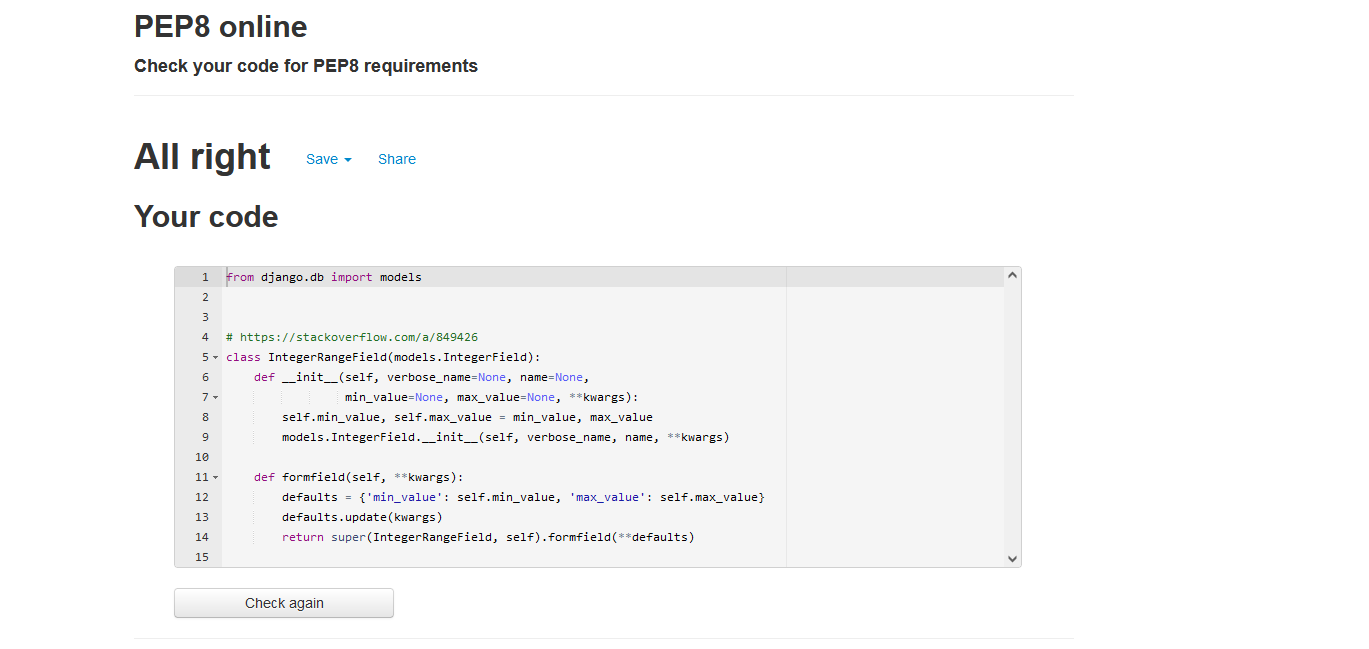 PEP8 online
Check your code for PEP8 requirements
All right Save Share
Your code
1 from django.db import models
2
3
4 # https://stackoverflow.com/a/849426
5 class IntegerRangeField(models.IntegerField):
6     def __init__(self, verbose_name=None, name=None,
7                  min_value=None, max_value=None, **kwargs):
8         self.min_value, self.max_value = min_value, max_value
9         models.IntegerField.__init__(self, verbose_name, name, **kwargs)
10
11     def formfield(self, **kwargs):
12         defaults = {'min_value': self.min_value, 'max_value': self.max_value}
13         defaults.update(kwargs)
14         return super(IntegerRangeField, self).formfield(**defaults)
15
Check again